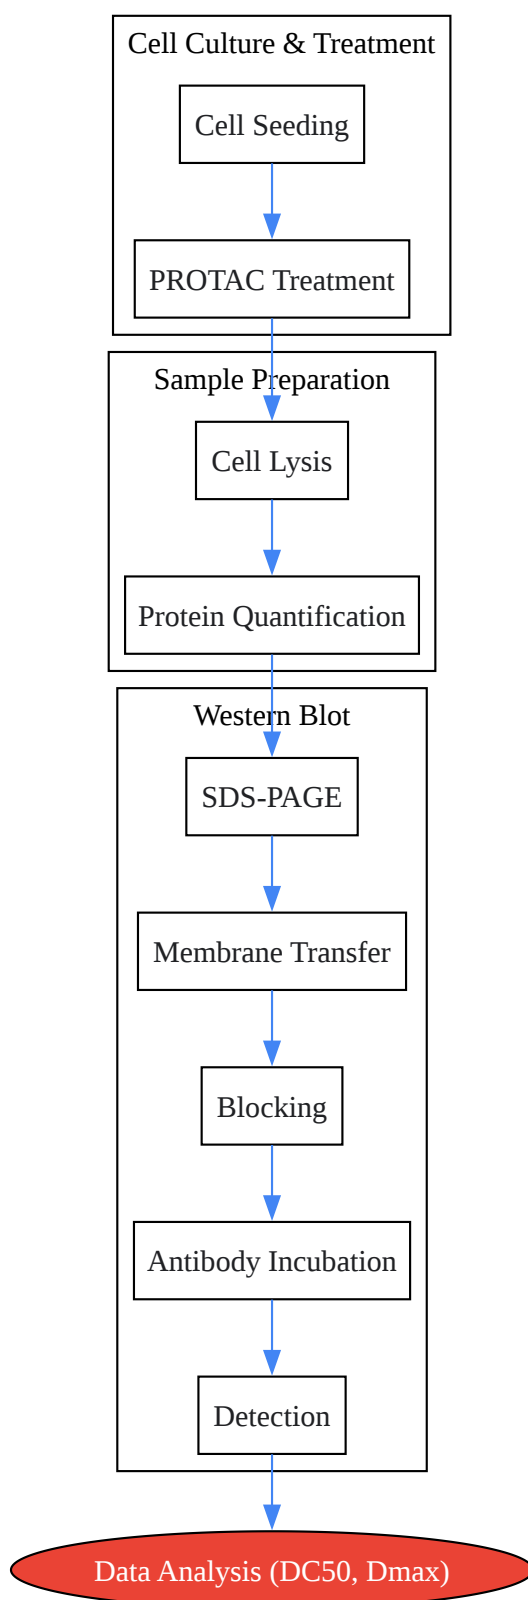 Cell Culture & Treatment
Cell Seeding
PROTAC Treatment
Sample Preparation
Cell Lysis
Protein Quantification
Western Blot
SDS-PAGE
Membrane Transfer
Blocking
Antibody Incubation
Detection
Data Analysis (DC50, Dmax)